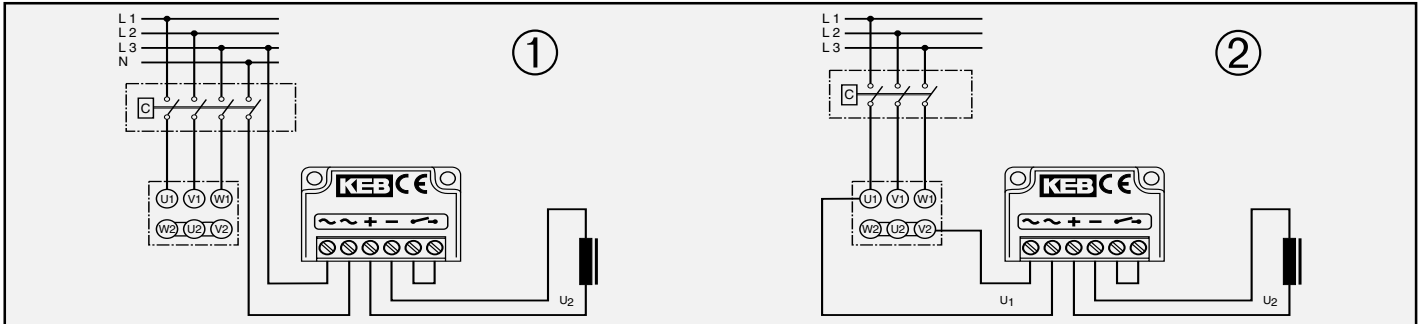 L 1
L 2
L 3
N
①
C
KEB CE
U1 V1 W1
W2 U2 V2
~ ~ + −
U2
L 1
L 2
L 3
②
C
KEB CE
U1 V1 W1
W2 U2 V2
~ ~ + −
U1
U2